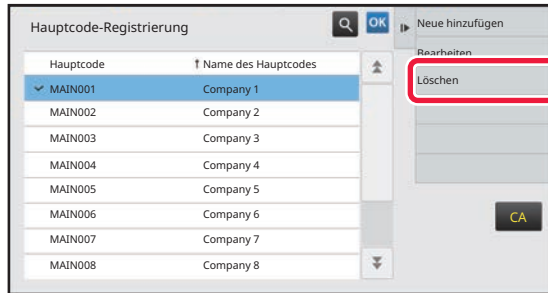 Hauptcode-Registrierung
OK
Neue hinzufügen
Bearbeiten
Löschen
Hauptcode Name des Hauptcodes
MAIN001 Company 1
MAIN002 Company 2
MAIN003 Company 3
MAIN004 Company 4
MAIN005 Company 5
MAIN006 Company 6
MAIN007 Company 7
MAIN008 Company 8
CA